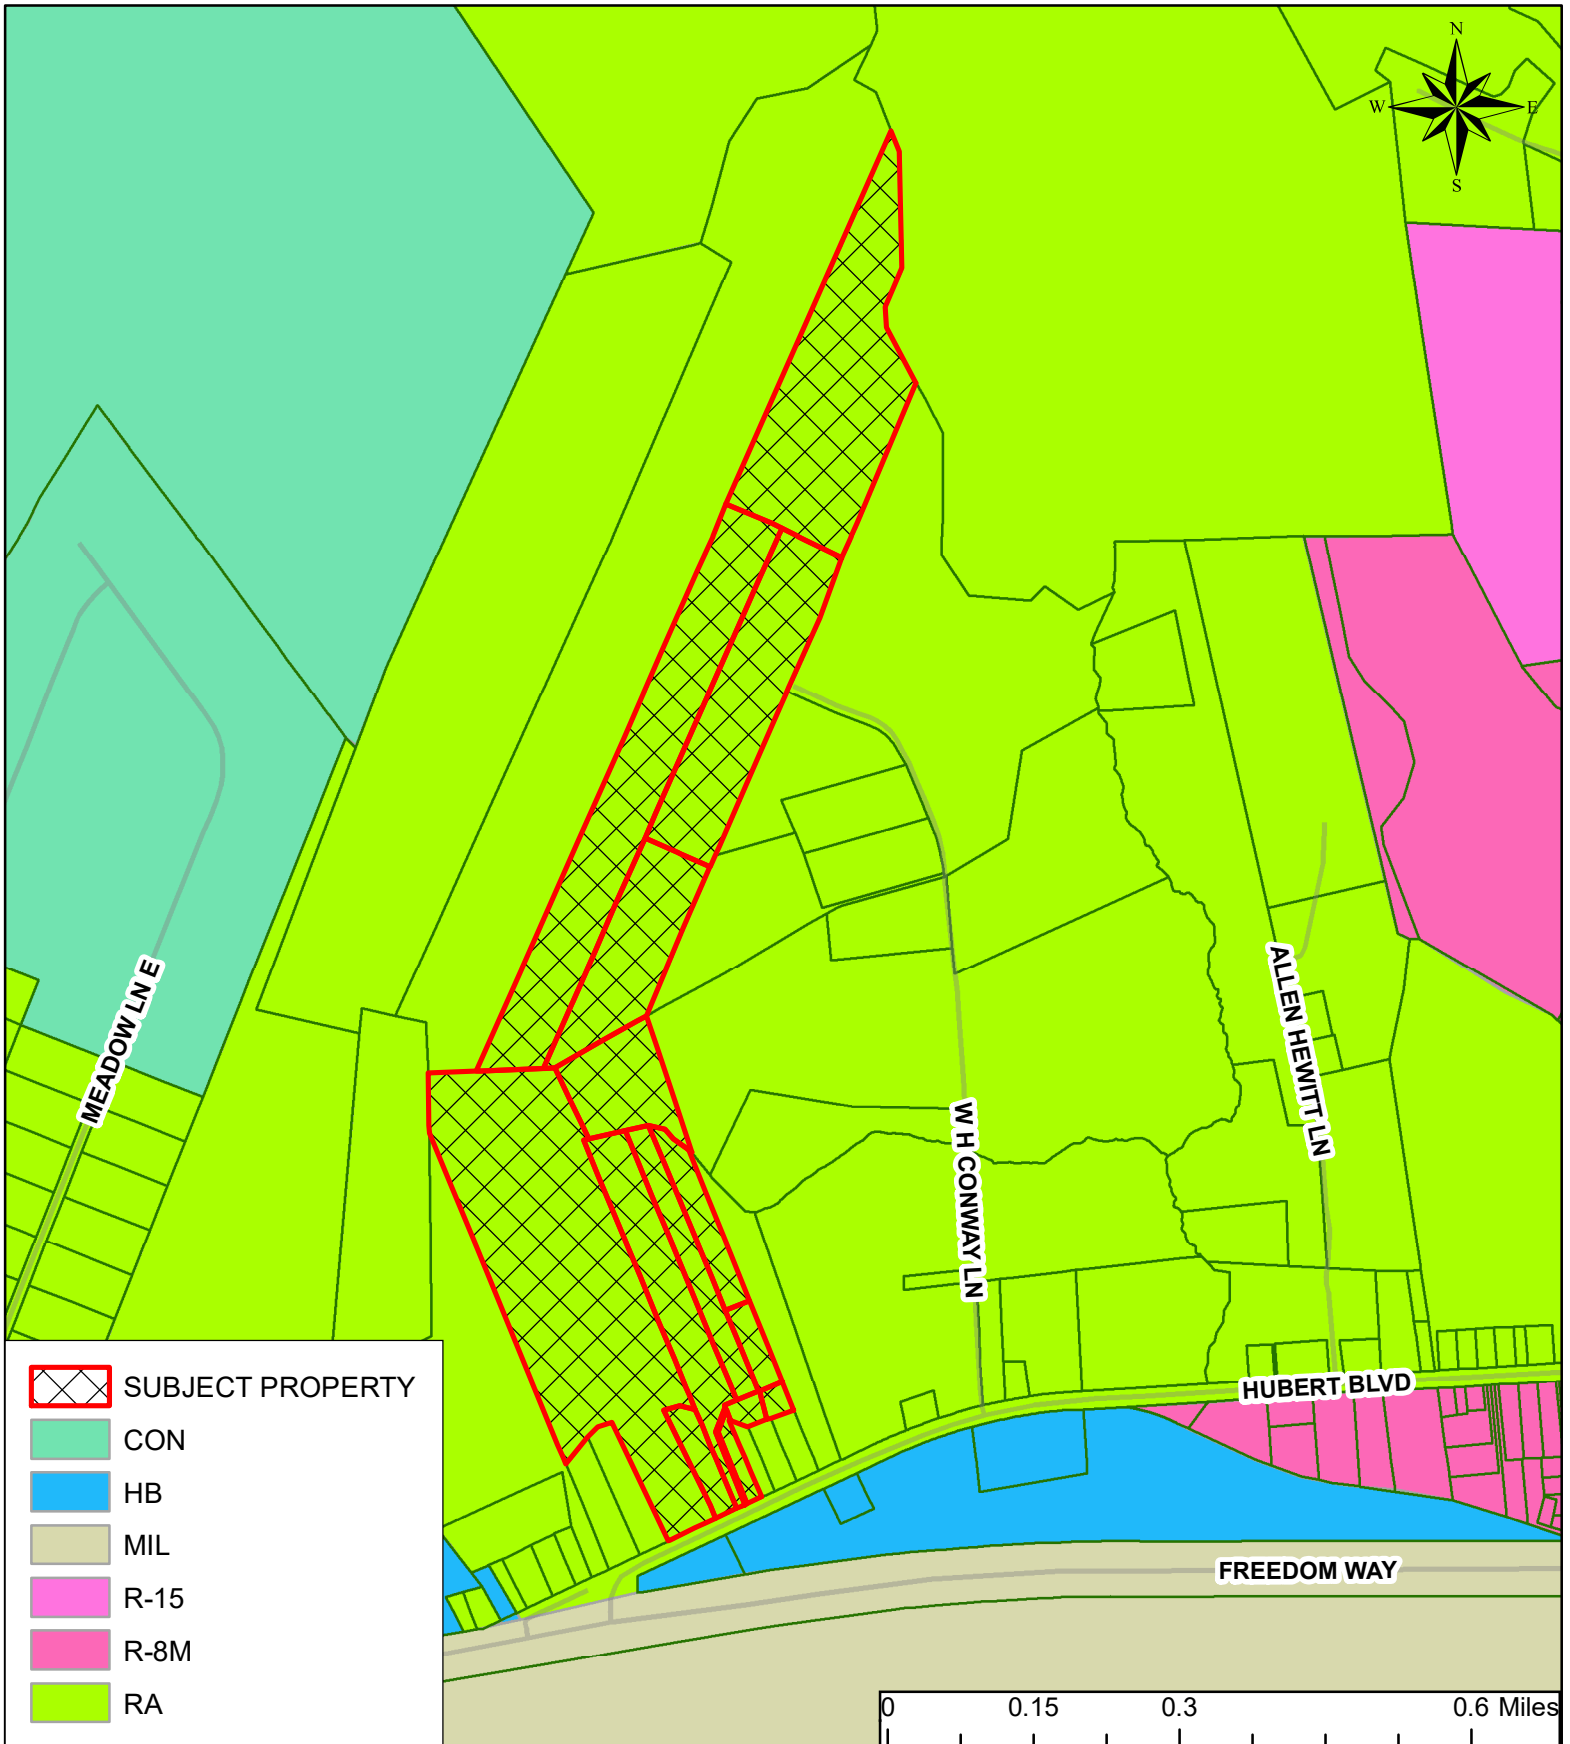 N
W E
S
MEADOW LN E
W H CONWAY LN
ALLEN HEWITT LN
HUBERT BLVD
FREEDOM WAY
SUBJECT PROPERTY
CON
HB
MIL
R-15
R-8M
RA
0 0.15 0.3 0.6 Miles